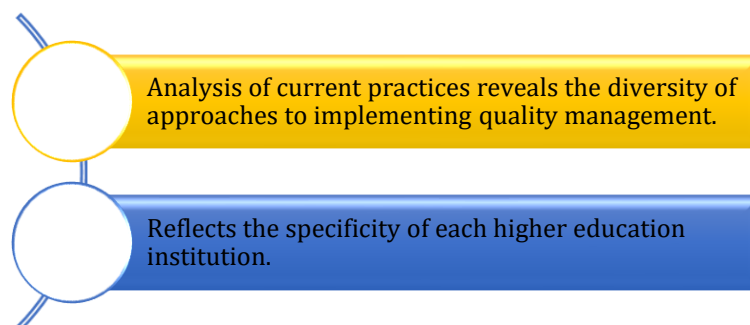 Analysis of current practices reveals the diversity of
approaches to implementing quality management.
Reflects the specificity of each higher education
institution.